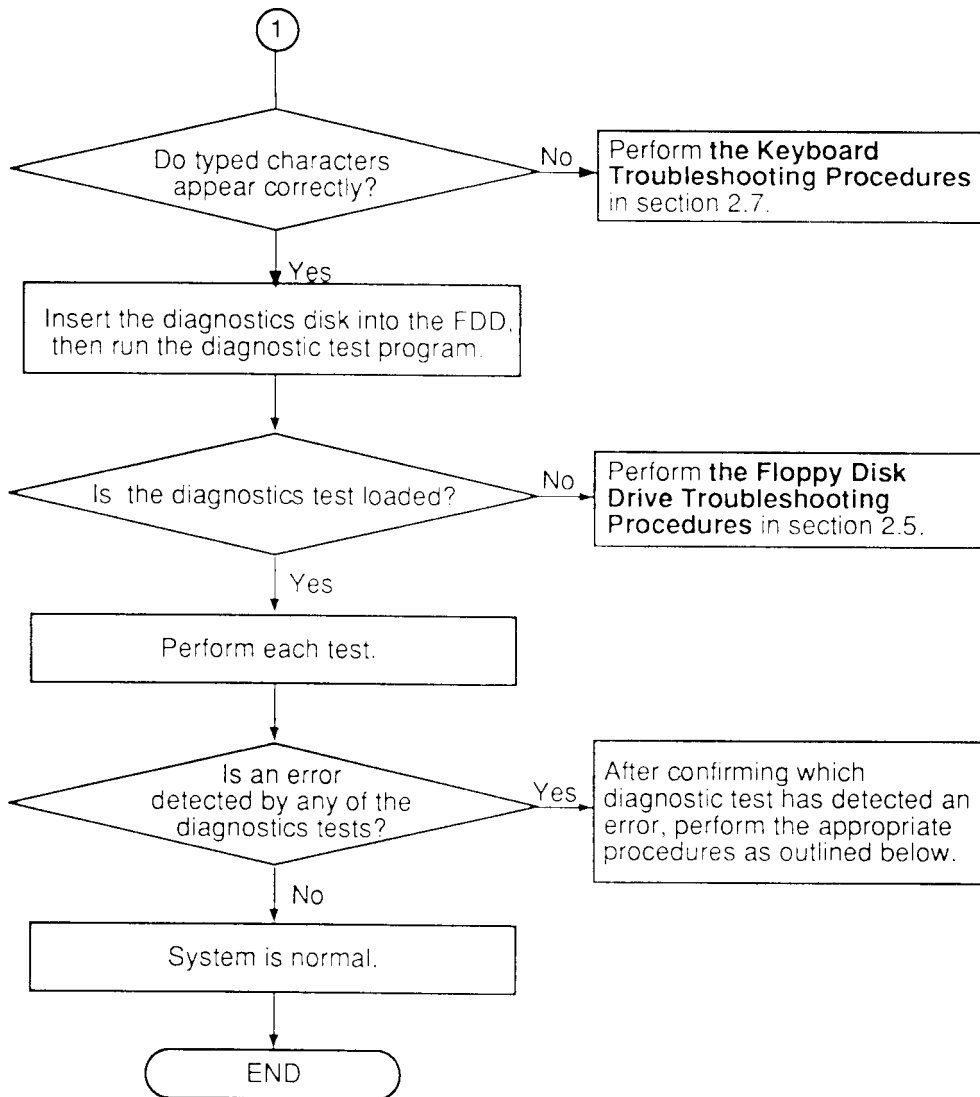 1
Do typed characters
appear correctly?
No
Perform the Keyboard
Troubleshooting Procedures
in section 2.7.
Yes
Insert the diagnostics disk into the FDD,
then run the diagnostic test program.
Is the diagnostics test loaded?
No
Perform the Floppy Disk
Drive Troubleshooting
Procedures in section 2.5.
Yes
Perform each test.
Is an error
detected by any of the
diagnostics tests?
Yes
After confirming which
diagnostic test has detected an
error, perform the appropriate
procedures as outlined below.
No
System is normal.
END